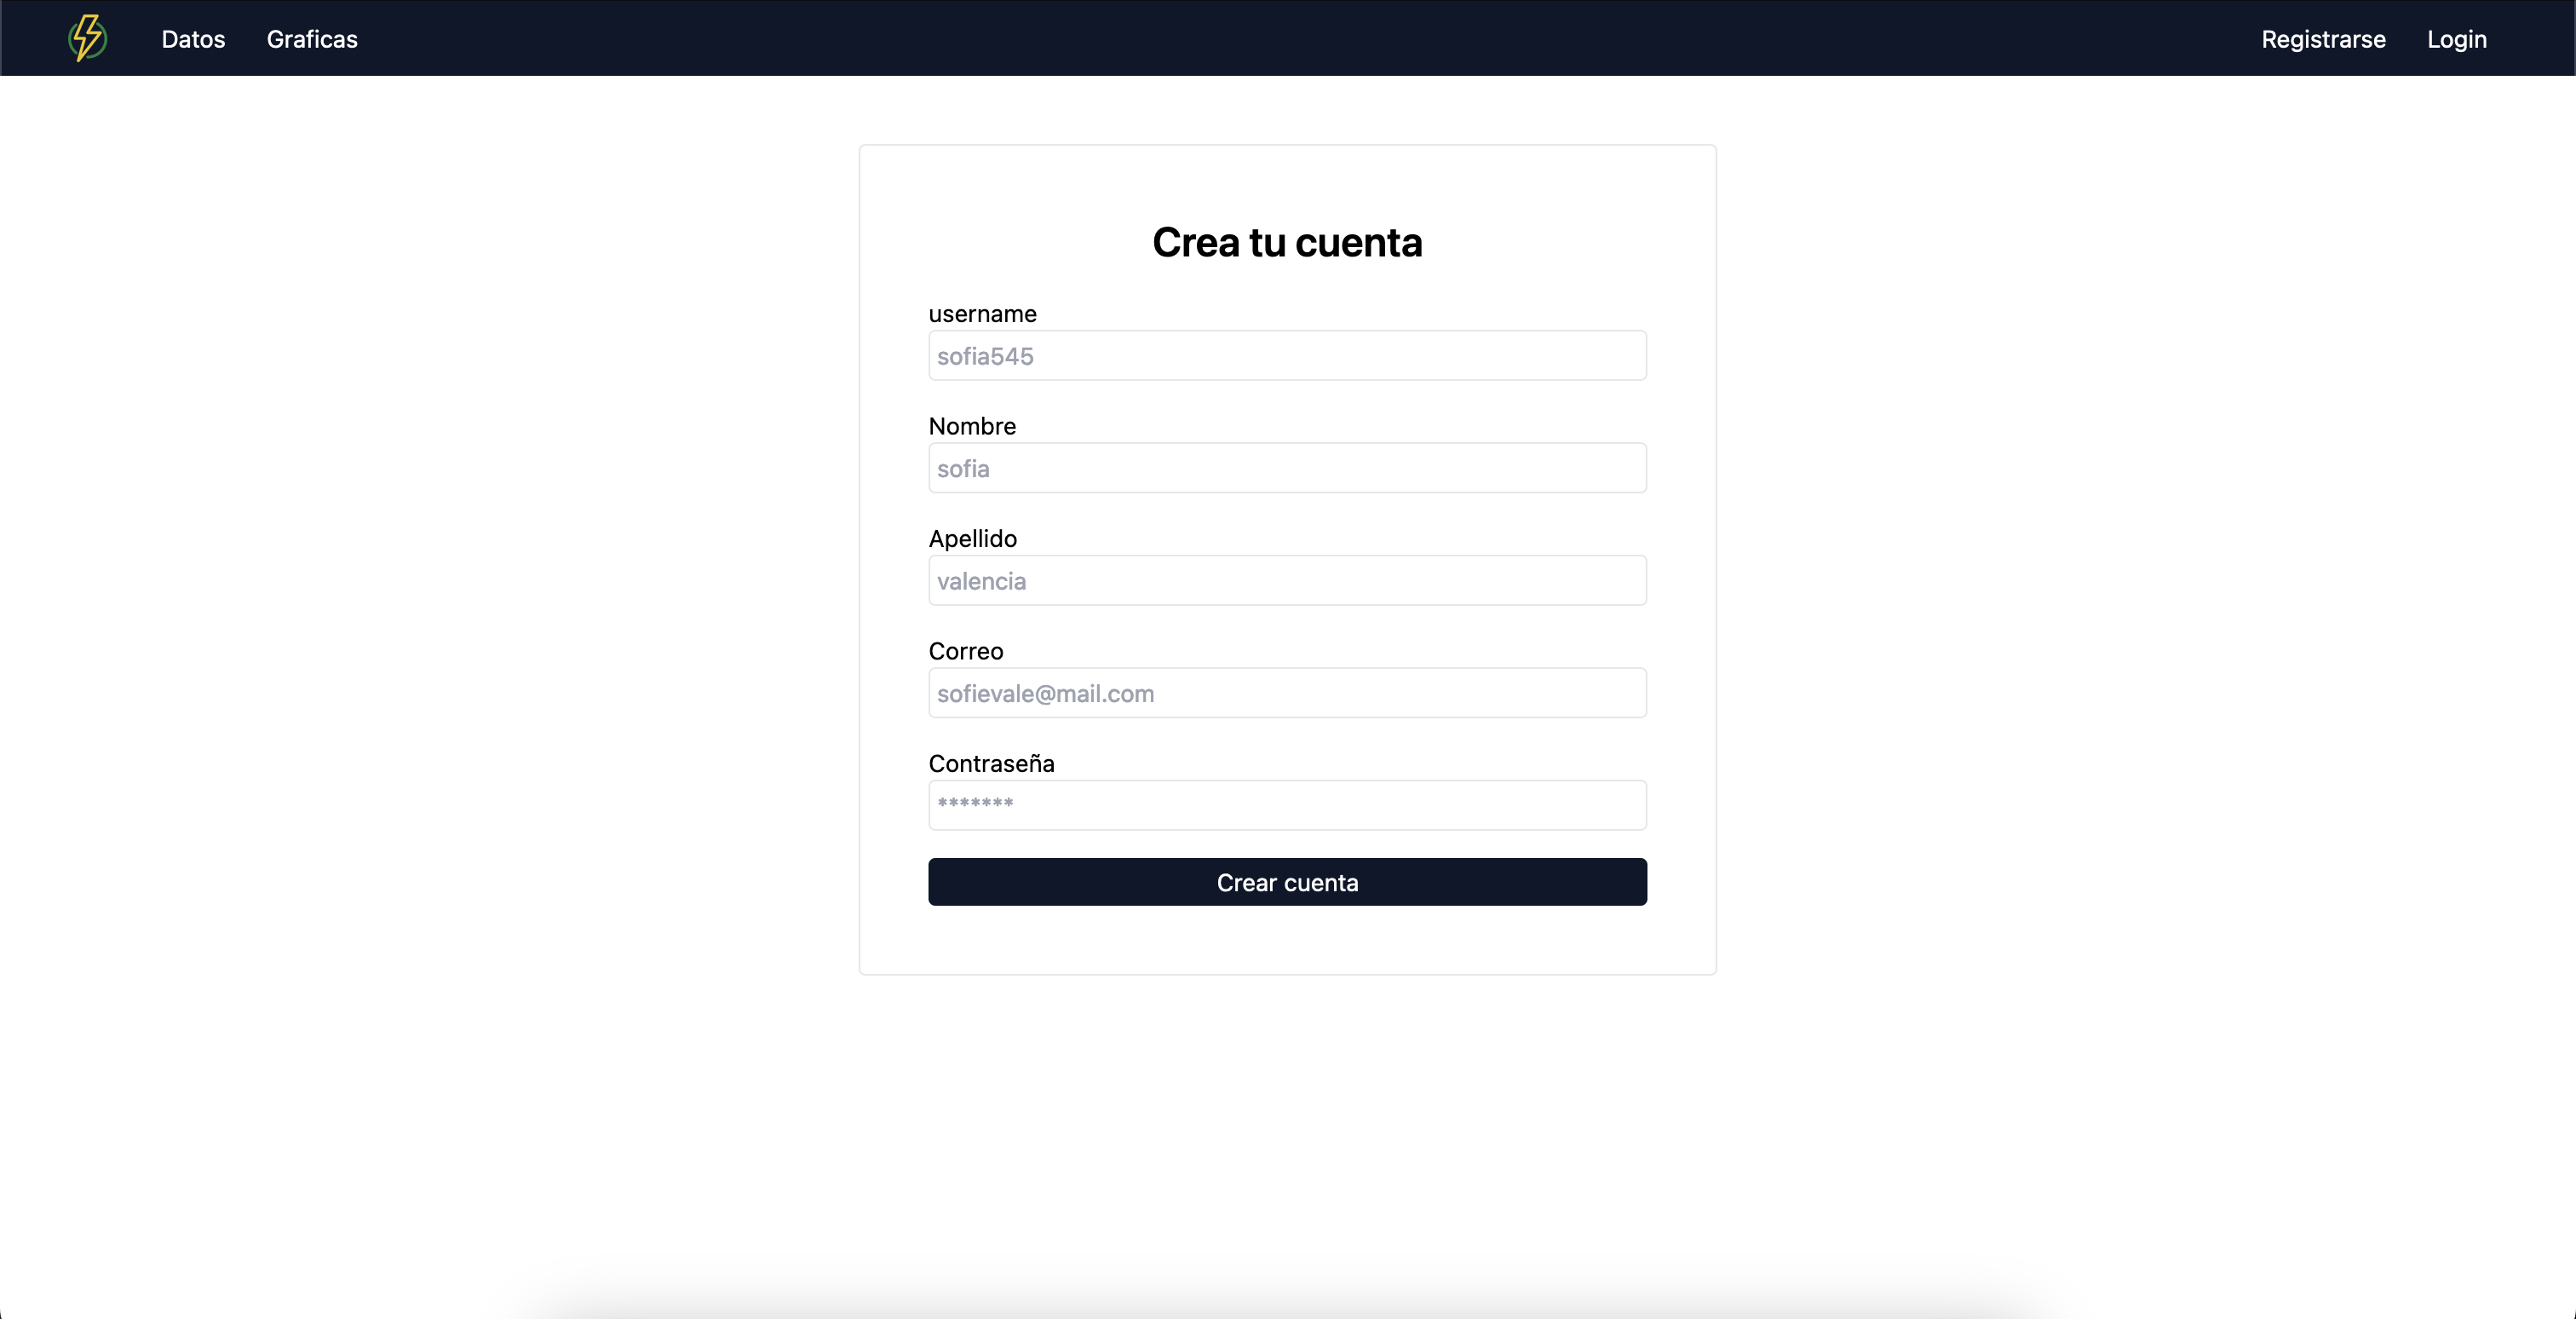 Datos Graficas Registrarse Login
Crea tu cuenta
username
sofia545
Nombre
sofia
Apellido
valencia
Correo
sofievale@mail.com
Contraseña
*******
Crear cuenta